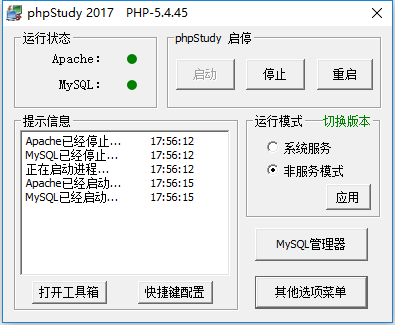 phpStudy 2017 PHP-5.4.45
运行状态
Apache:
MySQL:
phpStudy 启停
启动 停止 重启
提示信息
Apache已经停止... 17:56:12
MySQL已经停止... 17:56:12
正在启动进程... 17:56:12
Apache已经启动... 17:56:15
MySQL已经启动... 17:56:15
打开工具箱 快捷键配置
运行模式 切换版本
系统服务
非服务模式
应用
MySQL管理器
其他选项菜单